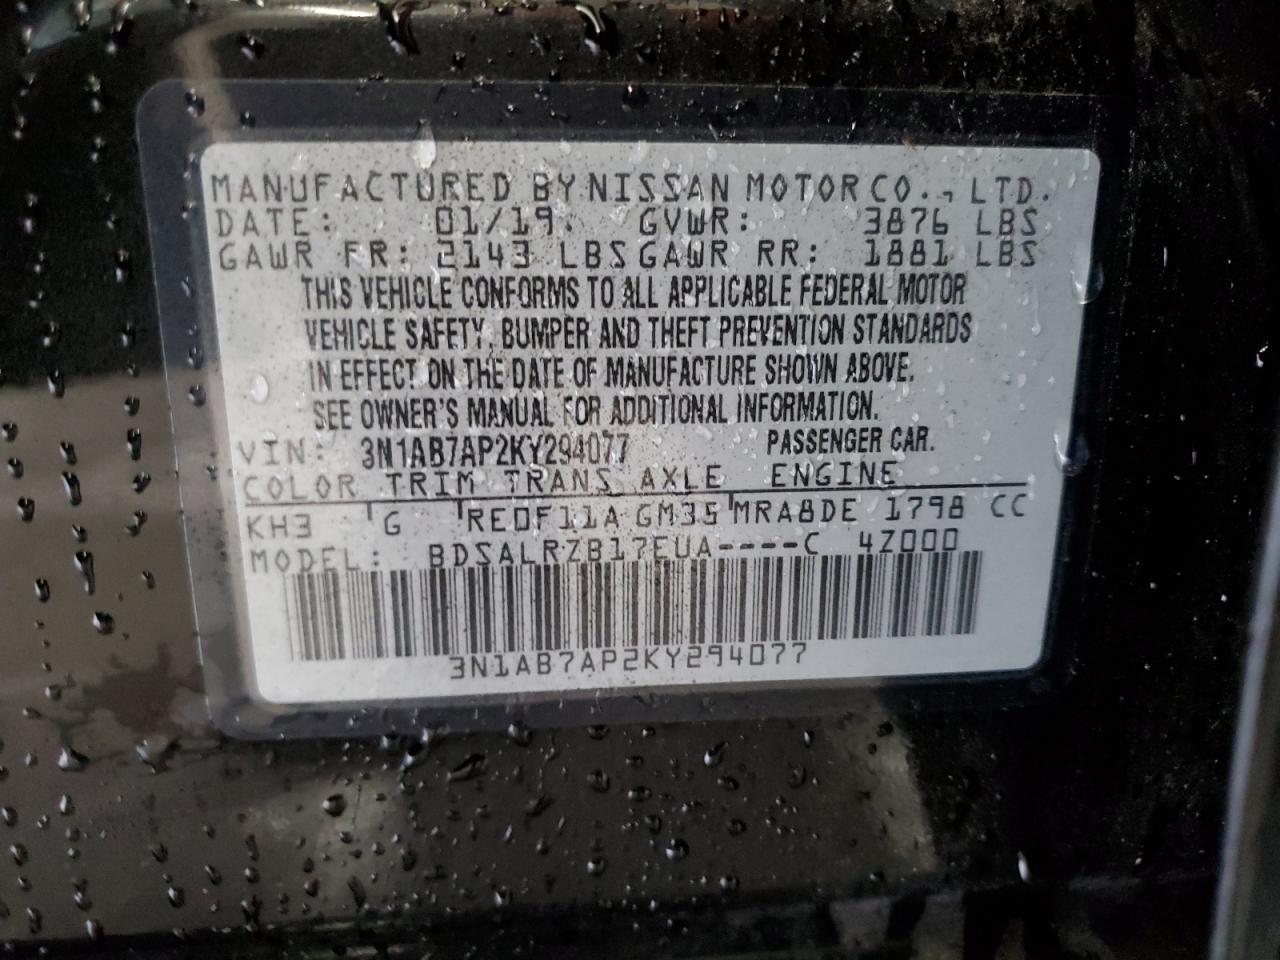 MANUFACTURED BY NISSAN MOTOR CO., LTD.
DATE: 01/19. GVWR: 3876 LBS
GAWR FR: 2143 LBS GAWR RR: 1881 LBS
THIS VEHICLE CONFORMS TO ALL APPLICABLE FEDERAL MOTOR
VEHICLE SAFETY, BUMPER AND THEFT PREVENTION STANDARDS
IN EFFECT ON THE DATE OF MANUFACTURE SHOWN ABOVE.
SEE OWNER'S MANUAL FOR ADDITIONAL INFORMATION.
VIN: 3N1AB7AP2KY294077 PASSENGER CAR.
COLOR TRIM TRANS AXLE ENGINE
KH3 G RE0F11A GM35 MRA8DE 1798 CC
MODEL: BDSALRZB17EUA----C 4Z000
3N1AB7AP2KY294077